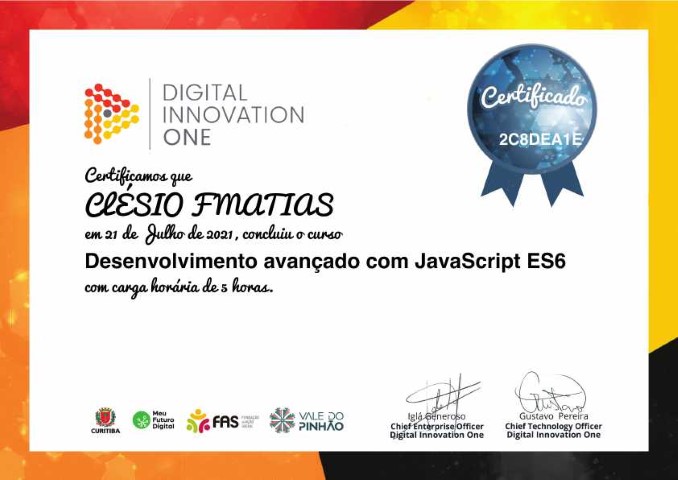 DIGITAL
INNOVATION
ONE
Certificado
2C8DEA1E
Certificamos que
CLÉSIO FMATIAS
em 21 de Julho de 2021, concluiu o curso
Desenvolvimento avançado com JavaScript ES6
com carga horária de 5 horas.
CURITIBA
Meu
Futuro
Digital
FAS
VALE DO
PINHÃO
Iglá Generoso
Chief Enterprise Officer
Digital Innovation One
Gustavo Pereira
Chief Technology Officer
Digital Innovation One